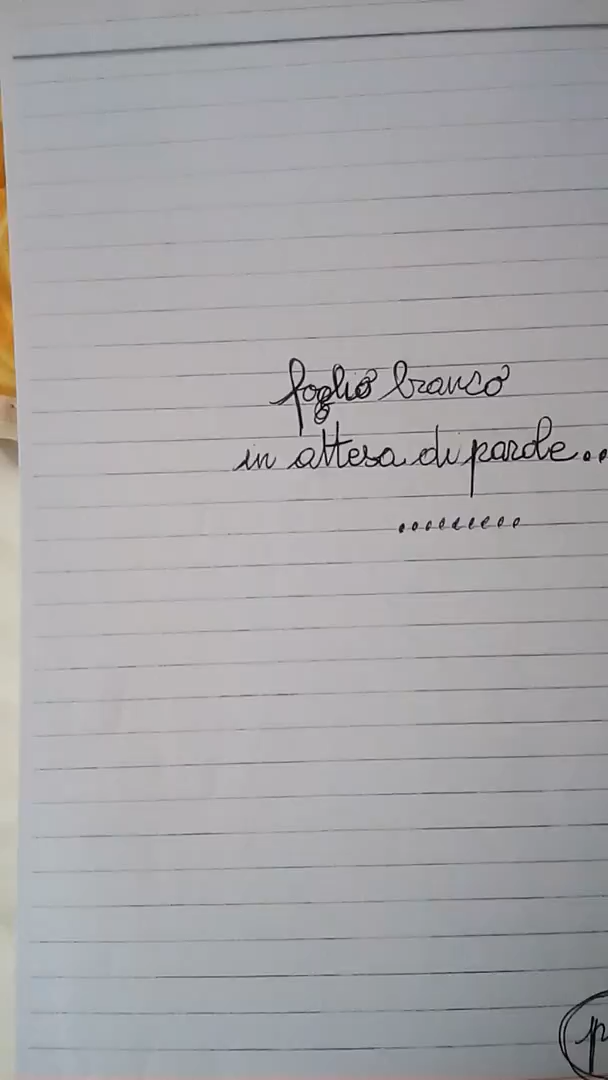 foglio bianco
in attesa di parole..
.........
p